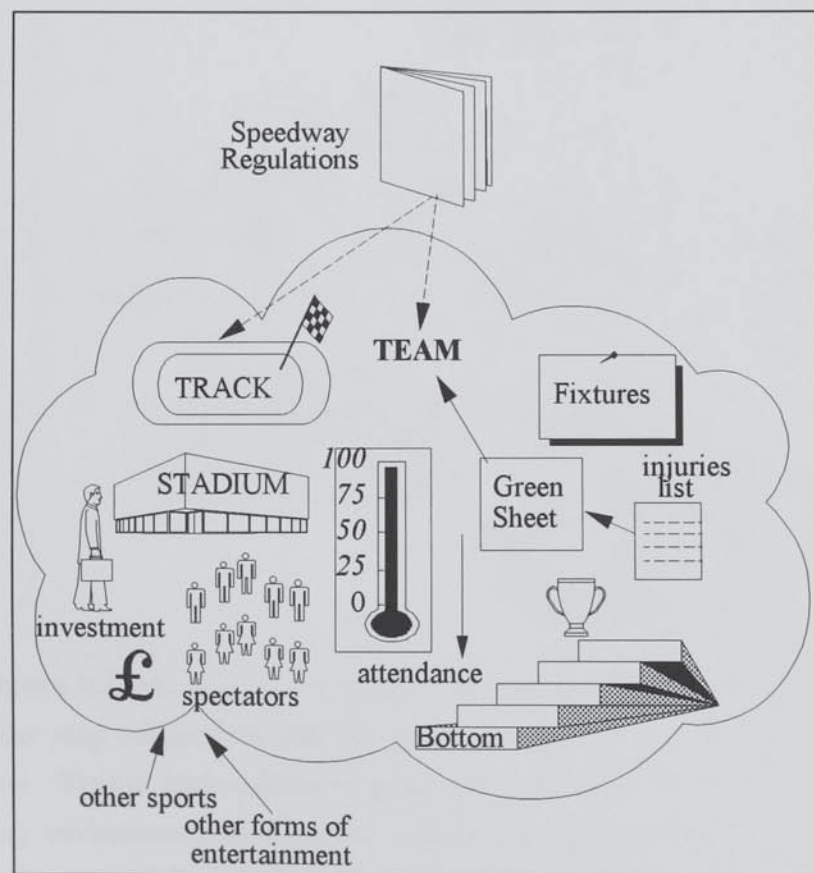 Speedway
Regulations
TEAM
TRACK
Fixtures
STADIUM
100
75
50
25
0
Green
Sheet
injuries
list
investment
£
spectators
attendance
Bottom
other sports
other forms of
entertainment